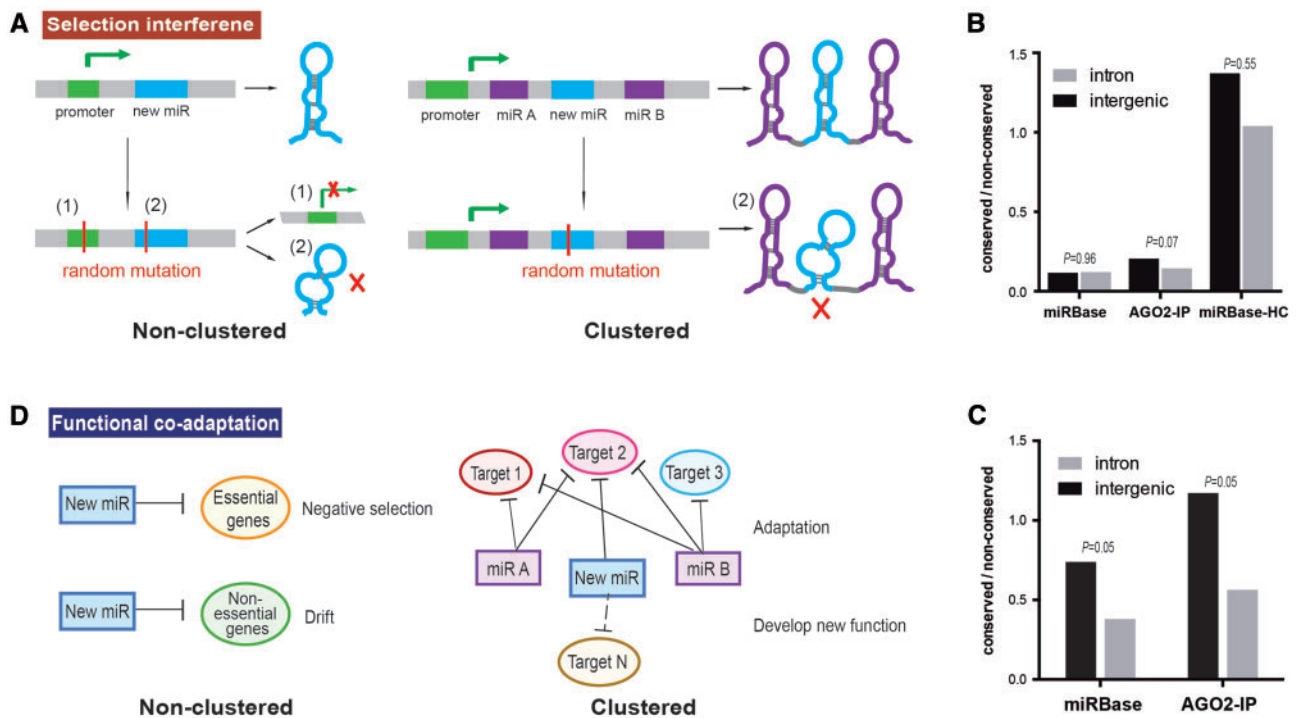 A
Selection interferene
promoter
new miR
promoter
miR A
new miR
miR B
(1)
(2)
random mutation
(1)
(2)
random mutation
(2)
Non-clustered
Clustered
B
conserved / non-conserved
1.5
1.0
0.5
0.0
intron
intergenic
P=0.96
P=0.07
P=0.55
miRBase
AGO2-IP
miRBase-HC
D
Functional co-adaptation
New miR
Essential
genes
Negative selection
New miR
Non-
essential
genes
Drift
Non-clustered
Target 1
Target 2
Target 3
miR A
New miR
miR B
Target N
Adaptation
Develop new function
Clustered
C
conserved / non-conserved
1.5
1.0
0.5
0.0
intron
intergenic
P=0.05
P=0.05
miRBase
AGO2-IP